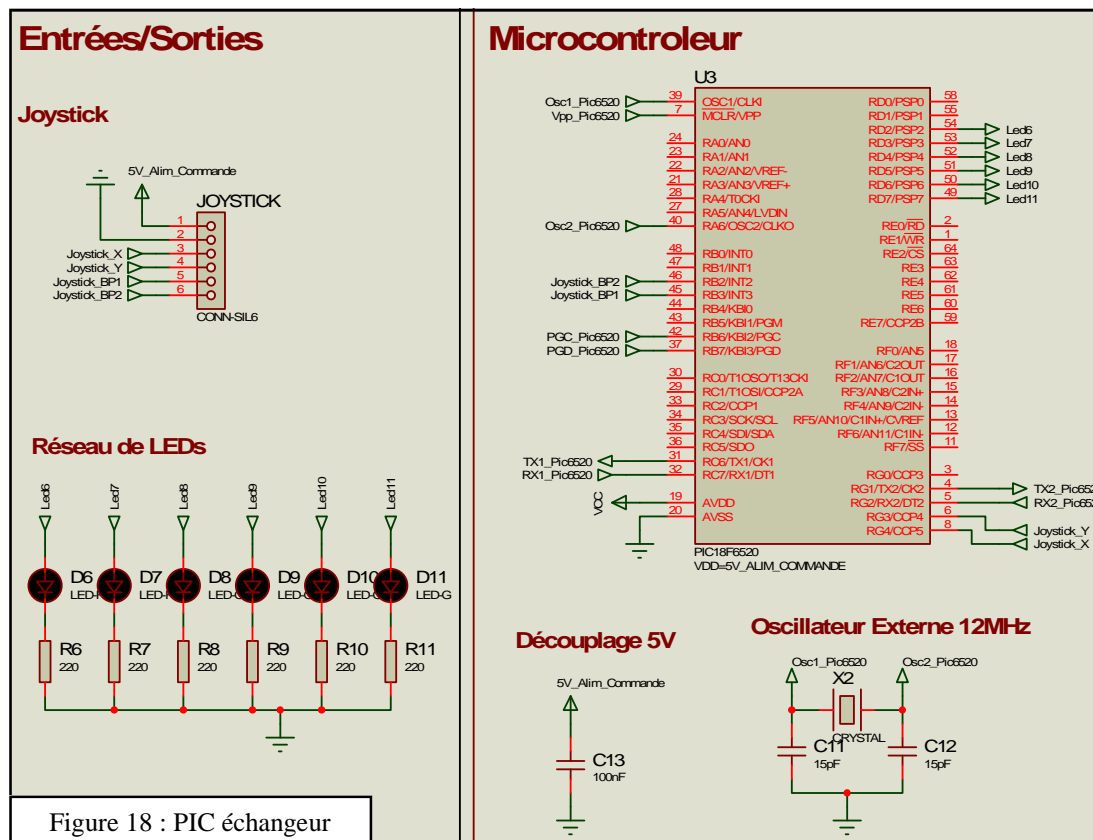 Entrées/Sorties
Joystick
5V_Alim_Commande
JOYSTICK
1
2
Joystick_X 3
Joystick_Y 4
Joystick_BP1 5
Joystick_BP2 6
CONN-SIL6
Réseau de LEDs
Led6 Led7 Led8 Led9 Led10 Led11
D6 D7 D8 D9 D10 D11
LED- LED- LED-G LED-G LED-G LED-G
R6 R7 R8 R9 R10 R11
220 220 220 220 220 220
Figure 18 : PIC échangeur
Microcontroleur
U3
Osc1_Pic6520 39 OSC1/CLKI
Vpp_Pic6520 7 MCLR/VPP
24 RA0/AN0
23 RA1/AN1
22 RA2/AN2/VREF-
21 RA3/AN3/VREF+
28 RA4/T0CKI
27 RA5/AN4/LVDIN
Osc2_Pic6520 40 RA6/OSC2/CLKO
48 RB0/INT0
47 RB1/INT1
Joystick_BP2 46 RB2/INT2
Joystick_BP1 45 RB3/INT3
44 RB4/KBI0
43 RB5/KBI1/PGM
PGC_Pic6520 42 RB6/KBI2/PGC
PGD_Pic6520 37 RB7/KBI3/PGD
30 RC0/T1OSO/T13CKI
29 RC1/T1OSI/CCP2A
33 RC2/CCP1
34 RC3/SCK/SCL
35 RC4/SDI/SDA
36 RC5/SDO
TX1_Pic6520 31 RC6/TX1/CK1
RX1_Pic6520 32 RC7/RX1/DT1
VCC 19 AVDD
20 AVSS
RD0/PSP0 58
RD1/PSP1 55
RD2/PSP2 54 Led6
RD3/PSP3 53 Led7
RD4/PSP4 52 Led8
RD5/PSP5 51 Led9
RD6/PSP6 50 Led10
RD7/PSP7 49 Led11
RE0/RD 2
RE1/WR 1
RE2/CS 64
RE3 63
RE4 62
RE5 61
RE6 60
RE7/CCP2B 59
RF0/AN5 18
RF1/AN6/C2OUT 17
RF2/AN7/C1OUT 16
RF3/AN8/C2IN+ 15
RF4/AN9/C2IN- 14
RF5/AN10/C1IN+/CVREF 13
RF6/AN11/C1IN- 12
RF7/SS 11
RG0/CCP3 3
RG1/TX2/CK2 4 TX2_Pic652
RG2/RX2/DT2 5 RX2_Pic652
RG3/CCP4 6 Joystick_Y
RG4/CCP5 8 Joystick_X
PIC18F6520
VDD=5V_ALIM_COMMANDE
Découplage 5V
5V_Alim_Commande
C13
100nF
Oscillateur Externe 12MHz
Osc1_Pic6520 Osc2_Pic6520
X2
CRYSTAL
C11 C12
15pF 15pF